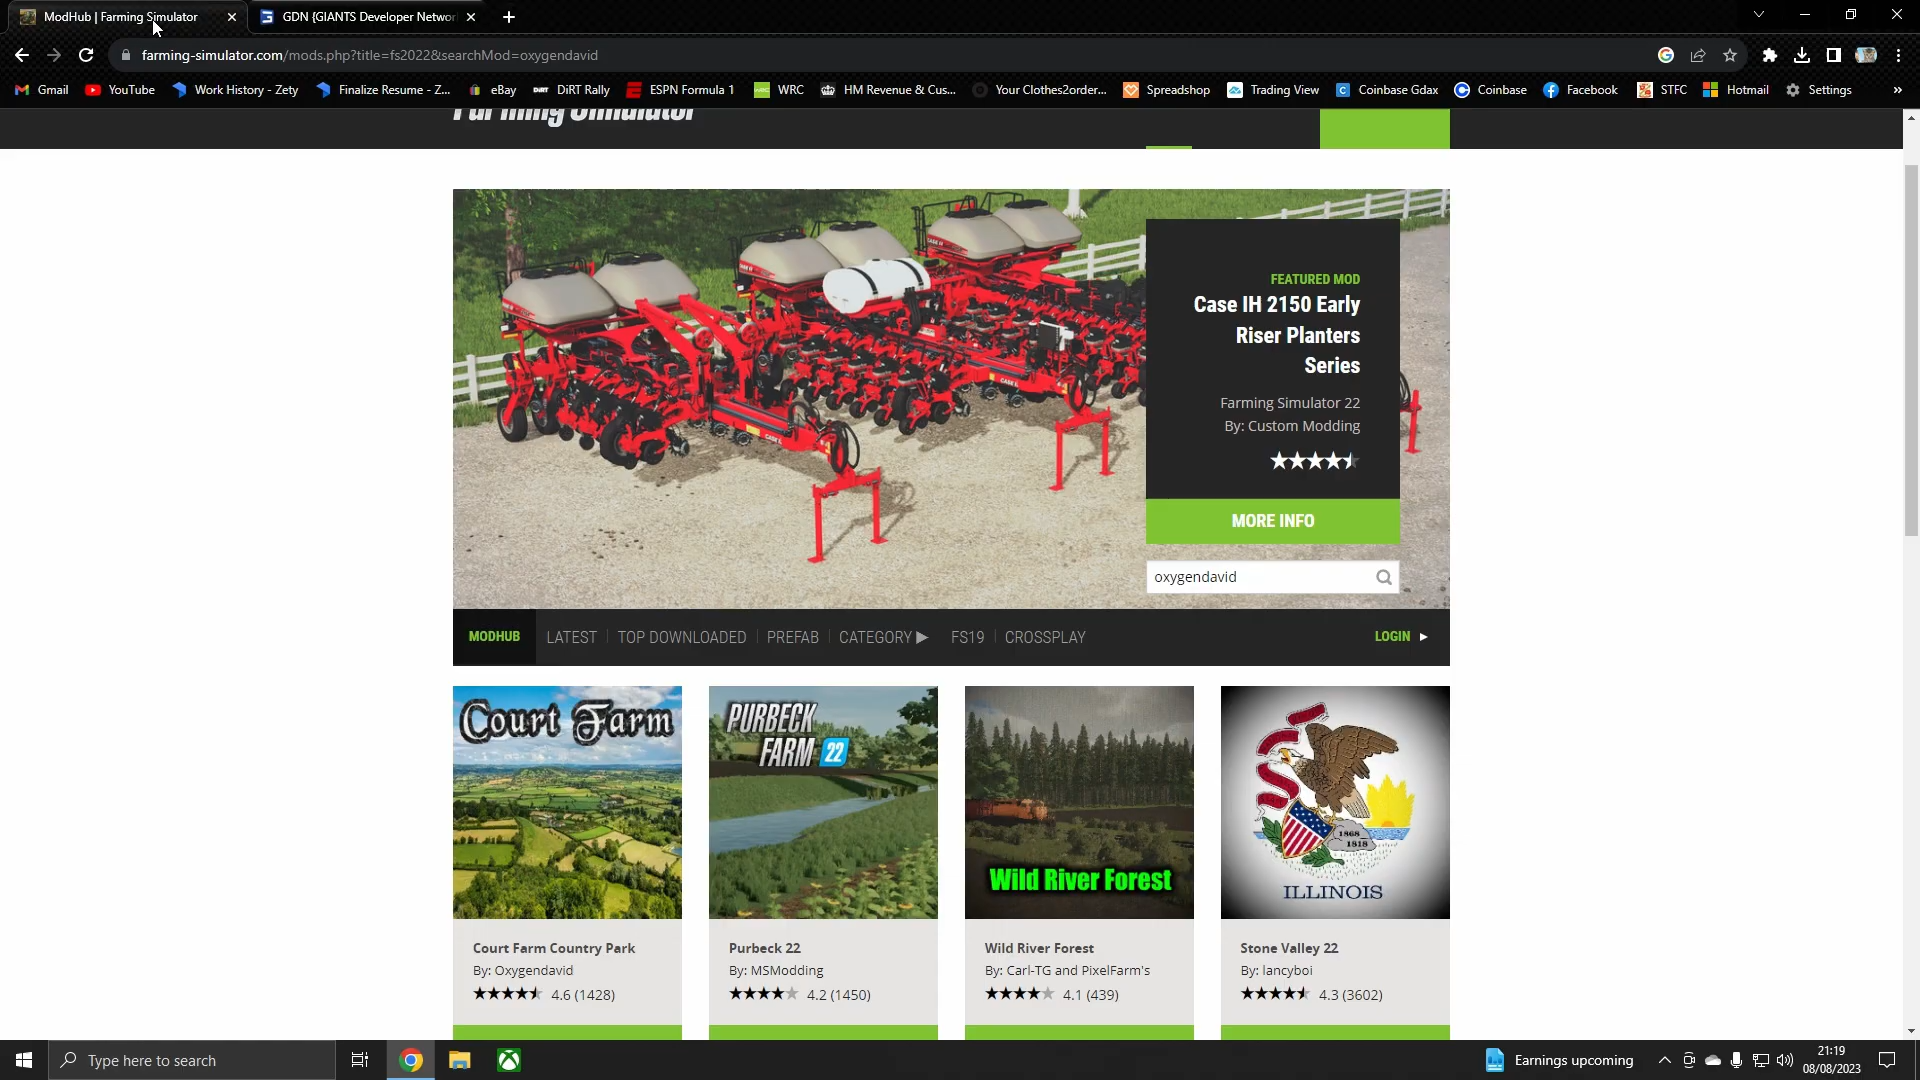 ModHub | Farming Simulator
GDN {GIANTS Developer Networ
farming-simulator.com/mods.php?title=fs2022&searchMod=oxygendavid
Gmail YouTube Work History - Zety Finalize Resume - Z... eBay DiRT Rally ESPN Formula 1 WRC HM Revenue & Cus... Your Clothes2order... Spreadshop Trading View Coinbase Gdax Coinbase Facebook STFC Hotmail Settings »
Farming Simulator
FEATURED MOD
Case IH 2150 Early
Riser Planters
Series
Farming Simulator 22
By: Custom Modding
MORE INFO
oxygendavid
MODHUB LATEST TOP DOWNLOADED PREFAB CATEGORY ▶ FS19 CROSSPLAY LOGIN ▶
Court Farm
PURBECK
FARM 22
Wild River Forest
1868
1818
ILLINOIS
Court Farm Country Park
By: Oxygendavid
4.6 (1428)
Purbeck 22
By: MSModding
4.2 (1450)
Wild River Forest
By: Carl-TG and PixelFarm's
4.1 (439)
Stone Valley 22
By: lancyboi
4.3 (3602)
Type here to search
Earnings upcoming
21:19
08/08/2023